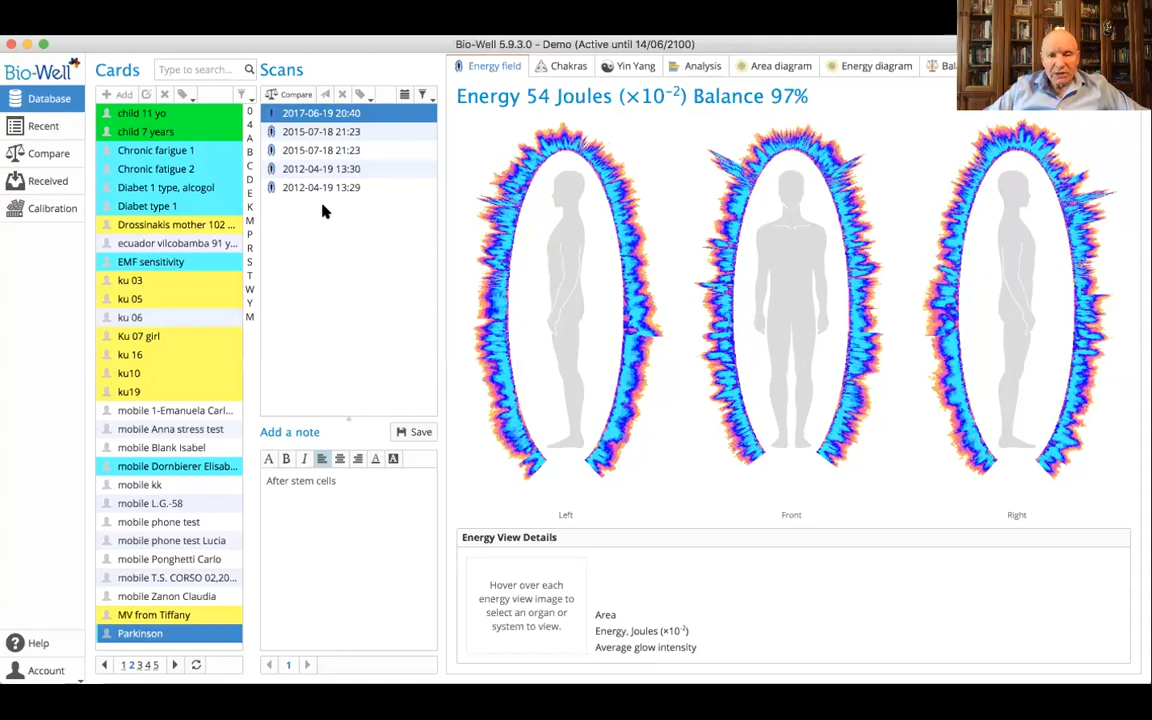 Bio-Well 5.9.3.0 - Demo (Active until 14/06/2100)
Bio-Well
Database
Recent
Compare
Received
Calibration
Help
Account
Cards
Type to search...
Add
child 11 yo
child 7 years
Chronic farigue 1
Chronic fatigue 2
Diabet 1 type, alcogol
Diabet type 1
Drossinakis mother 102 ...
ecuador vilcobamba 91 y...
EMF sensitivity
ku 03
ku 05
ku 06
Ku 07 girl
ku 16
ku10
ku19
mobile 1-Emanuela Carl...
mobile Anna stress test
mobile Blank Isabel
mobile Dornbierer Elisab...
mobile kk
mobile L.G.-58
mobile phone test
mobile phone test Lucia
mobile Ponghetti Carlo
mobile T.S. CORSO 02,20...
mobile Zanon Claudia
MV from Tiffany
Parkinson
1 2 3 4 5
0
4
A
B
C
D
E
K
M
P
R
S
T
W
Y
M
Scans
Compare
2017-06-19 20:40
2015-07-18 21:23
2015-07-18 21:23
2012-04-19 13:30
2012-04-19 13:29
Add a note
Save
A B I A A
After stem cells
1
Energy field Chakras Yin Yang Analysis Area diagram Energy diagram Bal
Energy 54 Joules (×10⁻²) Balance 97%
Left Front Right
Energy View Details
Hover over each
energy view image to
select an organ or
system to view.
Area
Energy, Joules (×10⁻²)
Average glow intensity